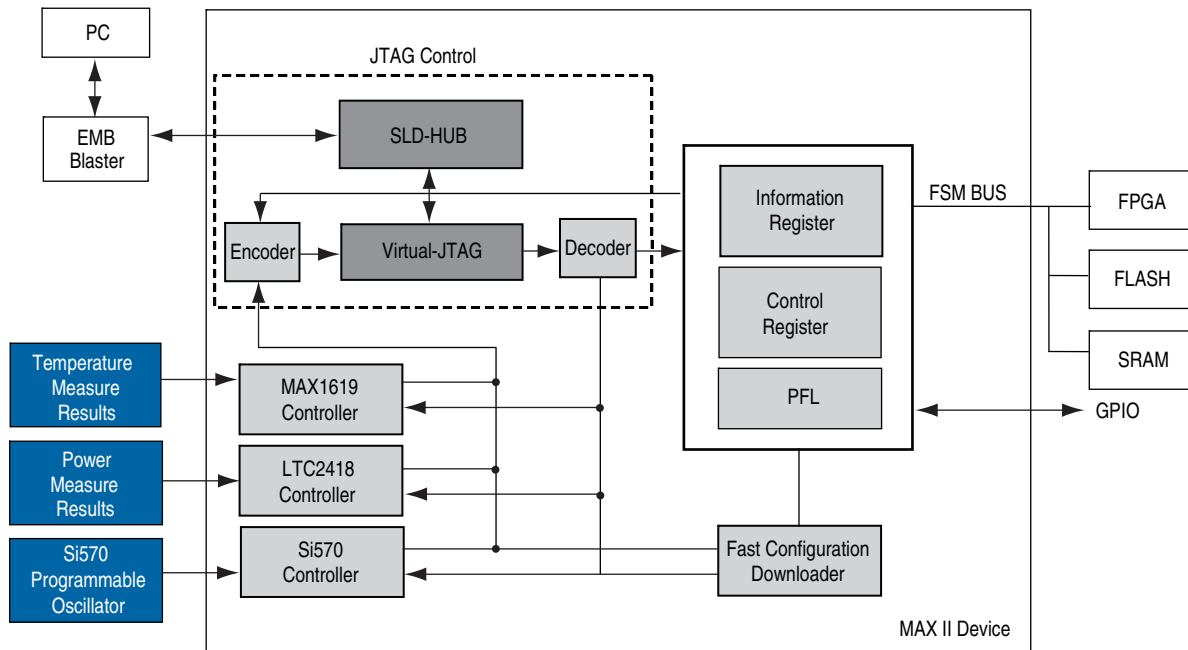 PC
JTAG Control
EMB
Blaster
SLD-HUB
Encoder
Virtual-JTAG
Decoder
Information
Register
Control
Register
PFL
FSM BUS
FPGA
FLASH
SRAM
GPIO
Temperature
Measure
Results
MAX1619
Controller
Power
Measure
Results
LTC2418
Controller
Si570
Programmable
Oscillator
Si570
Controller
Fast Configuration
Downloader
MAX II Device